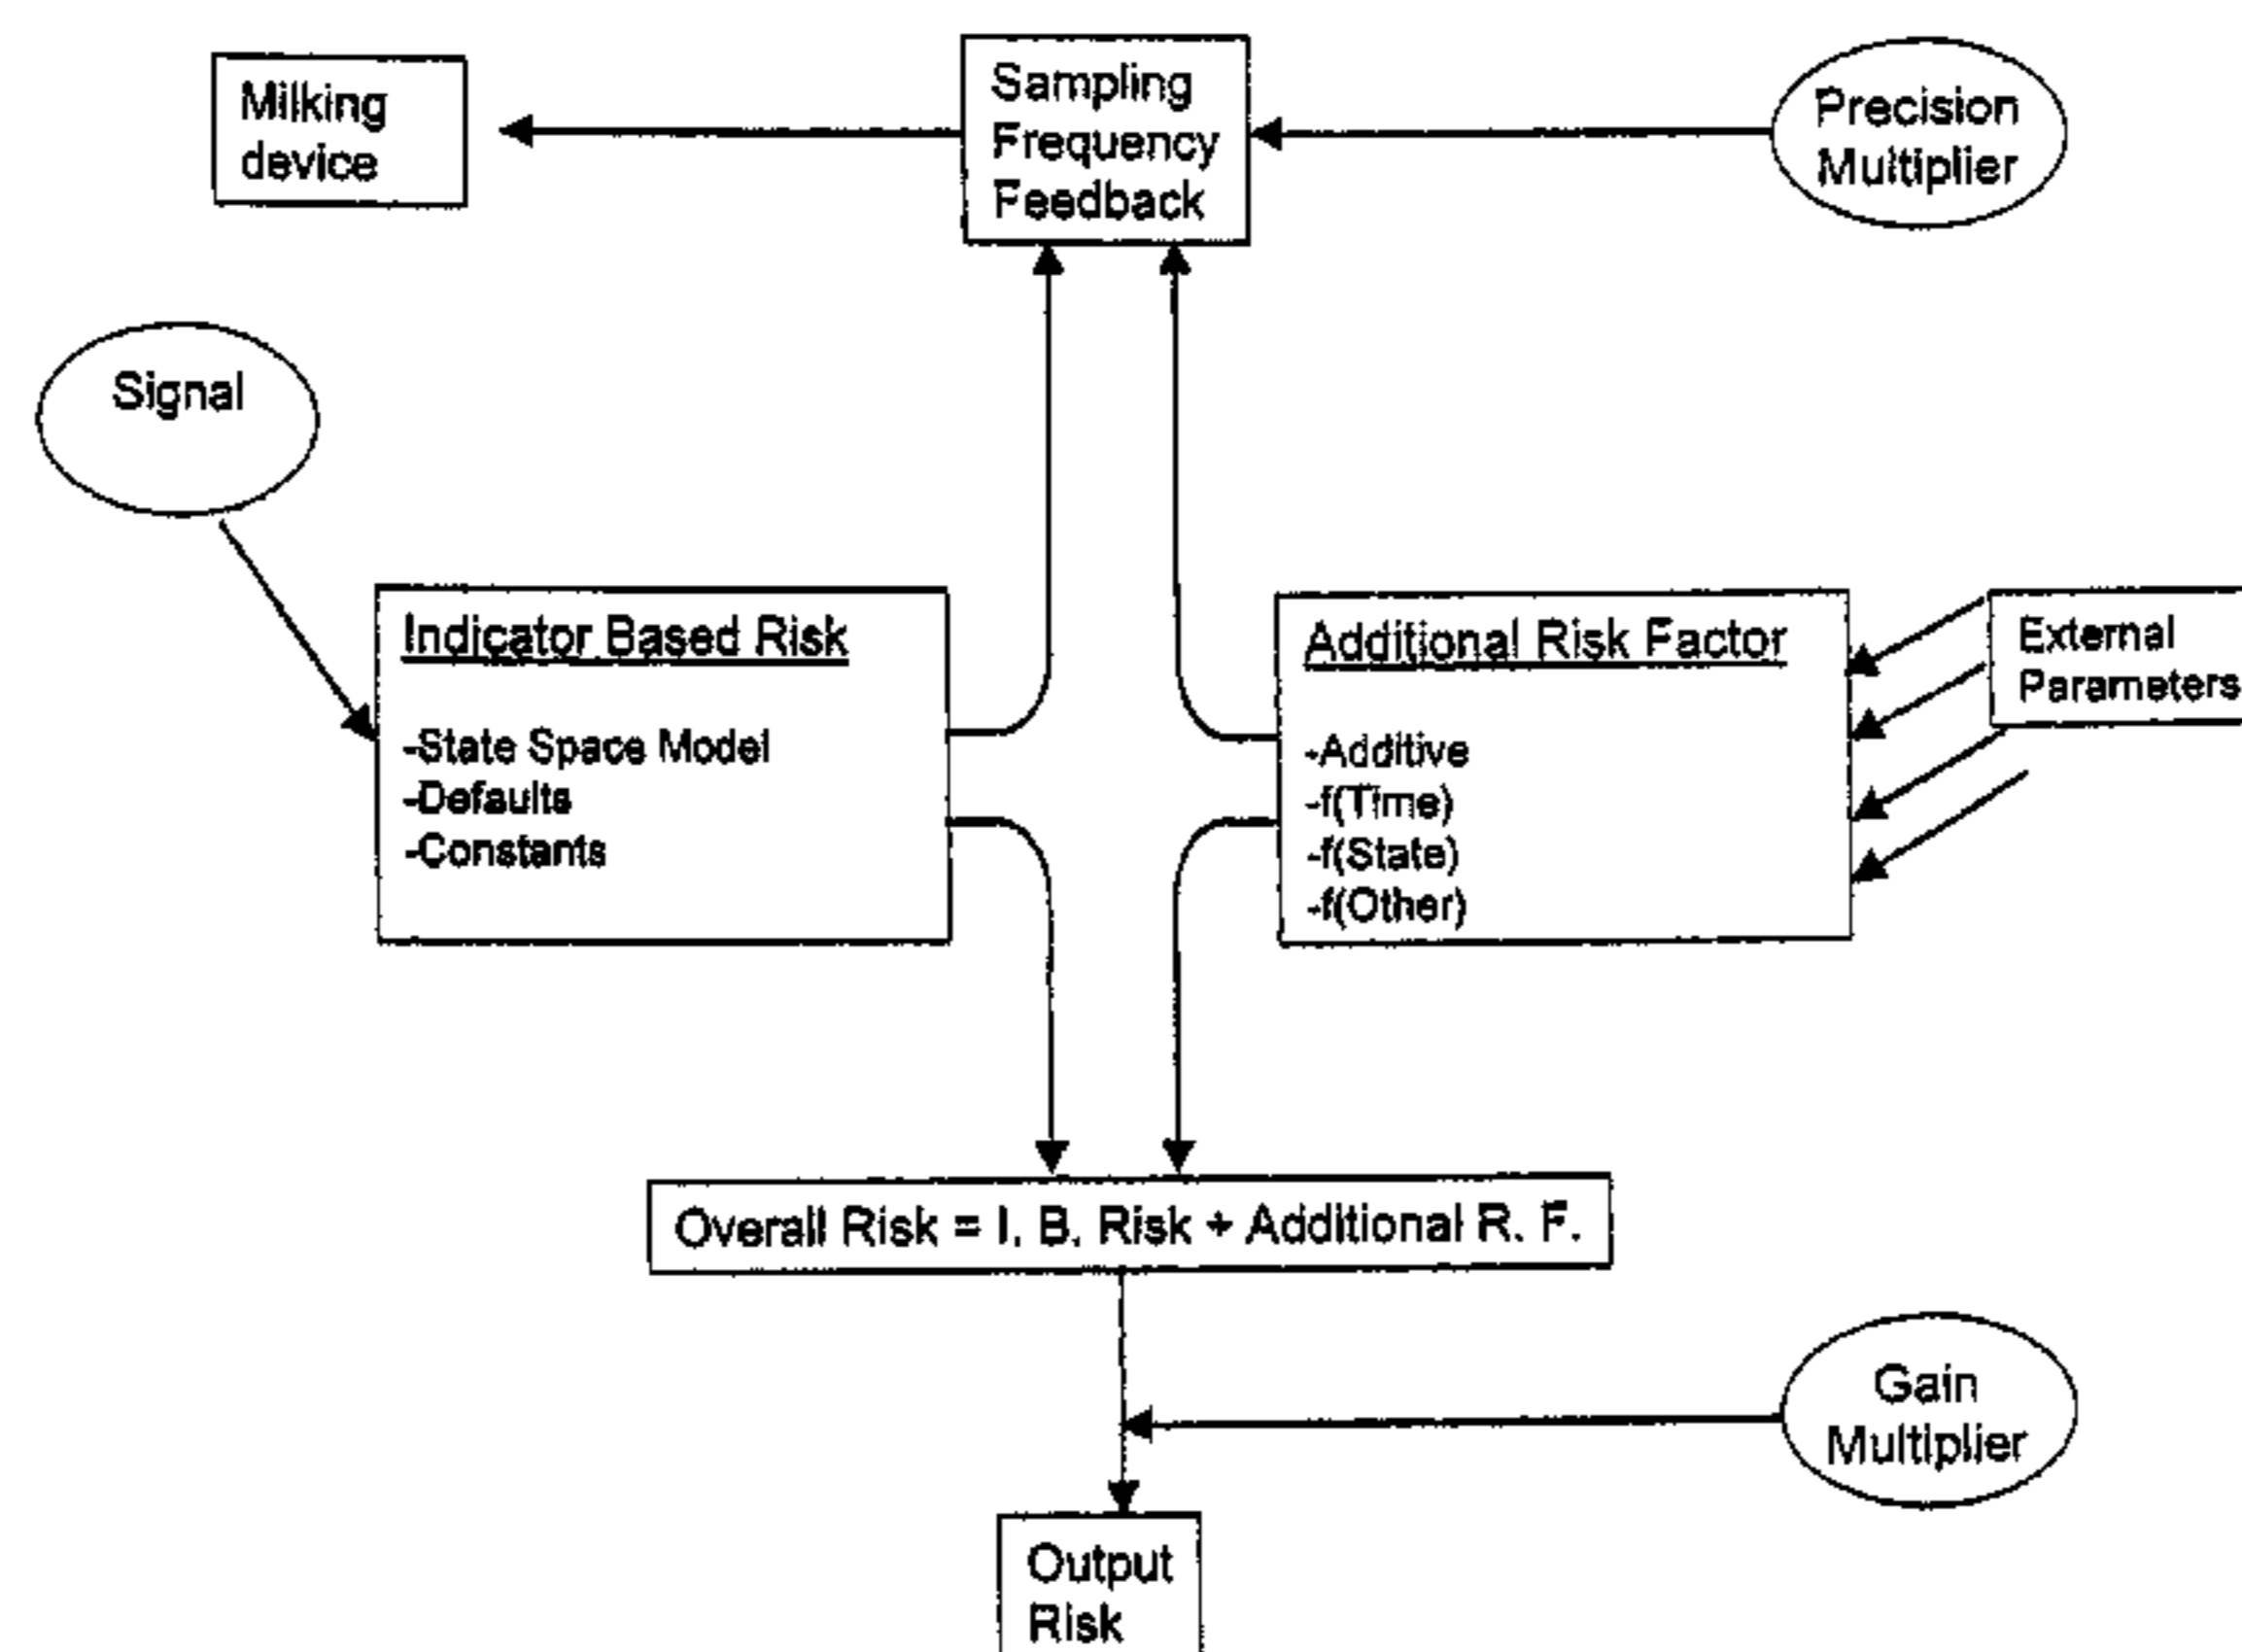 Milking
device
Sampling
Frequency
Feedback
Precision
Multiplier
Signal
Indicator Based Risk
-State Space Model
-Defaults
-Constants
Additional Risk Factor
-Additive
-f(Time)
-f(State)
-f(Other)
External
Parameters
Overall Risk = I. B. Risk + Additional R. F.
Gain
Multiplier
Output
Risk